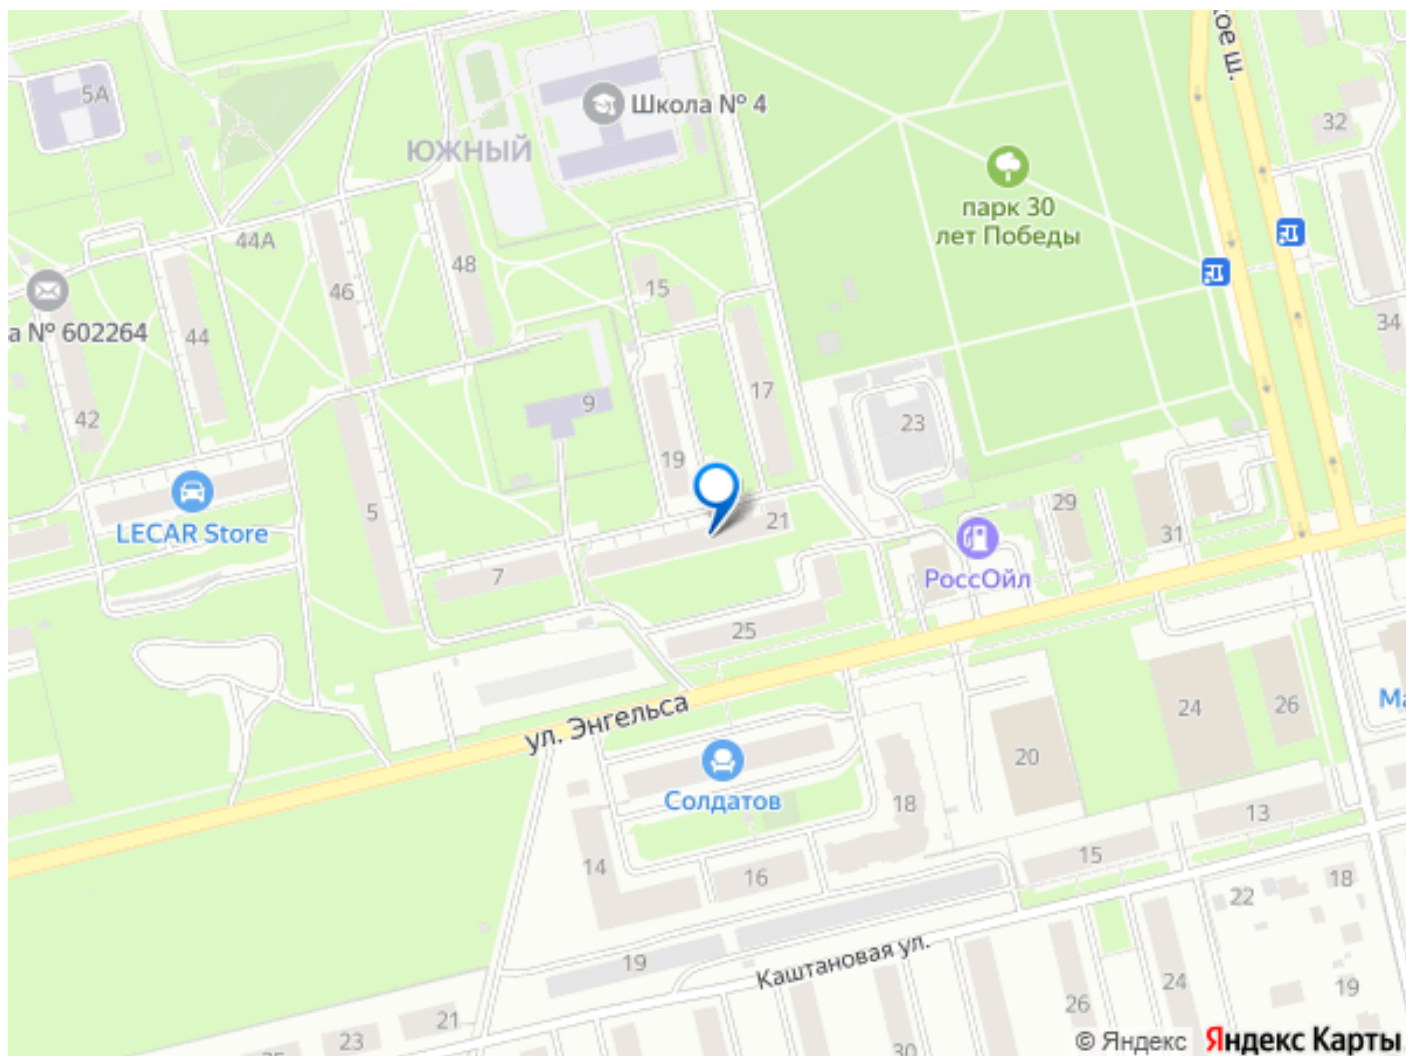 кое ш.
5А
Школа № 4
32
ЮЖНЫЙ
парк 30
лет Победы
44А
48
46
15
а № 602264
44
34
42
9
17
23
19
5
LECAR Store
21
29
31
РоссОйл
7
25
ул. Энгельса
24
26
Ма
20
Солдатов
18
13
14
16
15
22
18
19
Каштановая ул.
24
26
19
21
23
25
30
© Яндекс Яндекс Карты